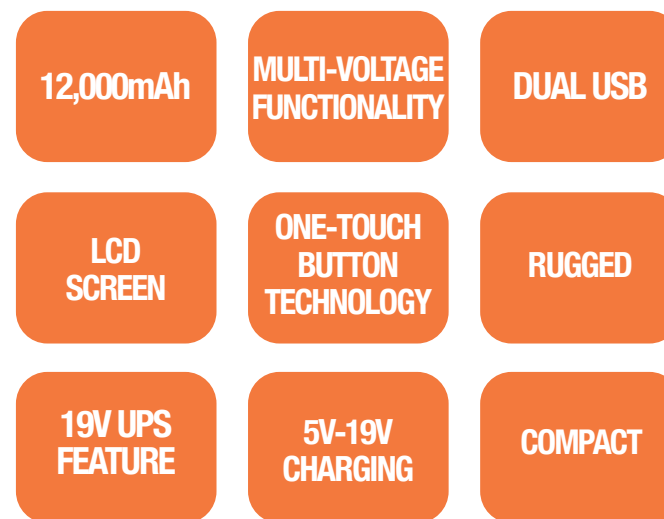 12,000mAh
MULTI-VOLTAGE
FUNCTIONALITY
DUAL USB
LCD
SCREEN
ONE-TOUCH
BUTTON
TECHNOLOGY
RUGGED
19V UPS
FEATURE
5V-19V
CHARGING
COMPACT